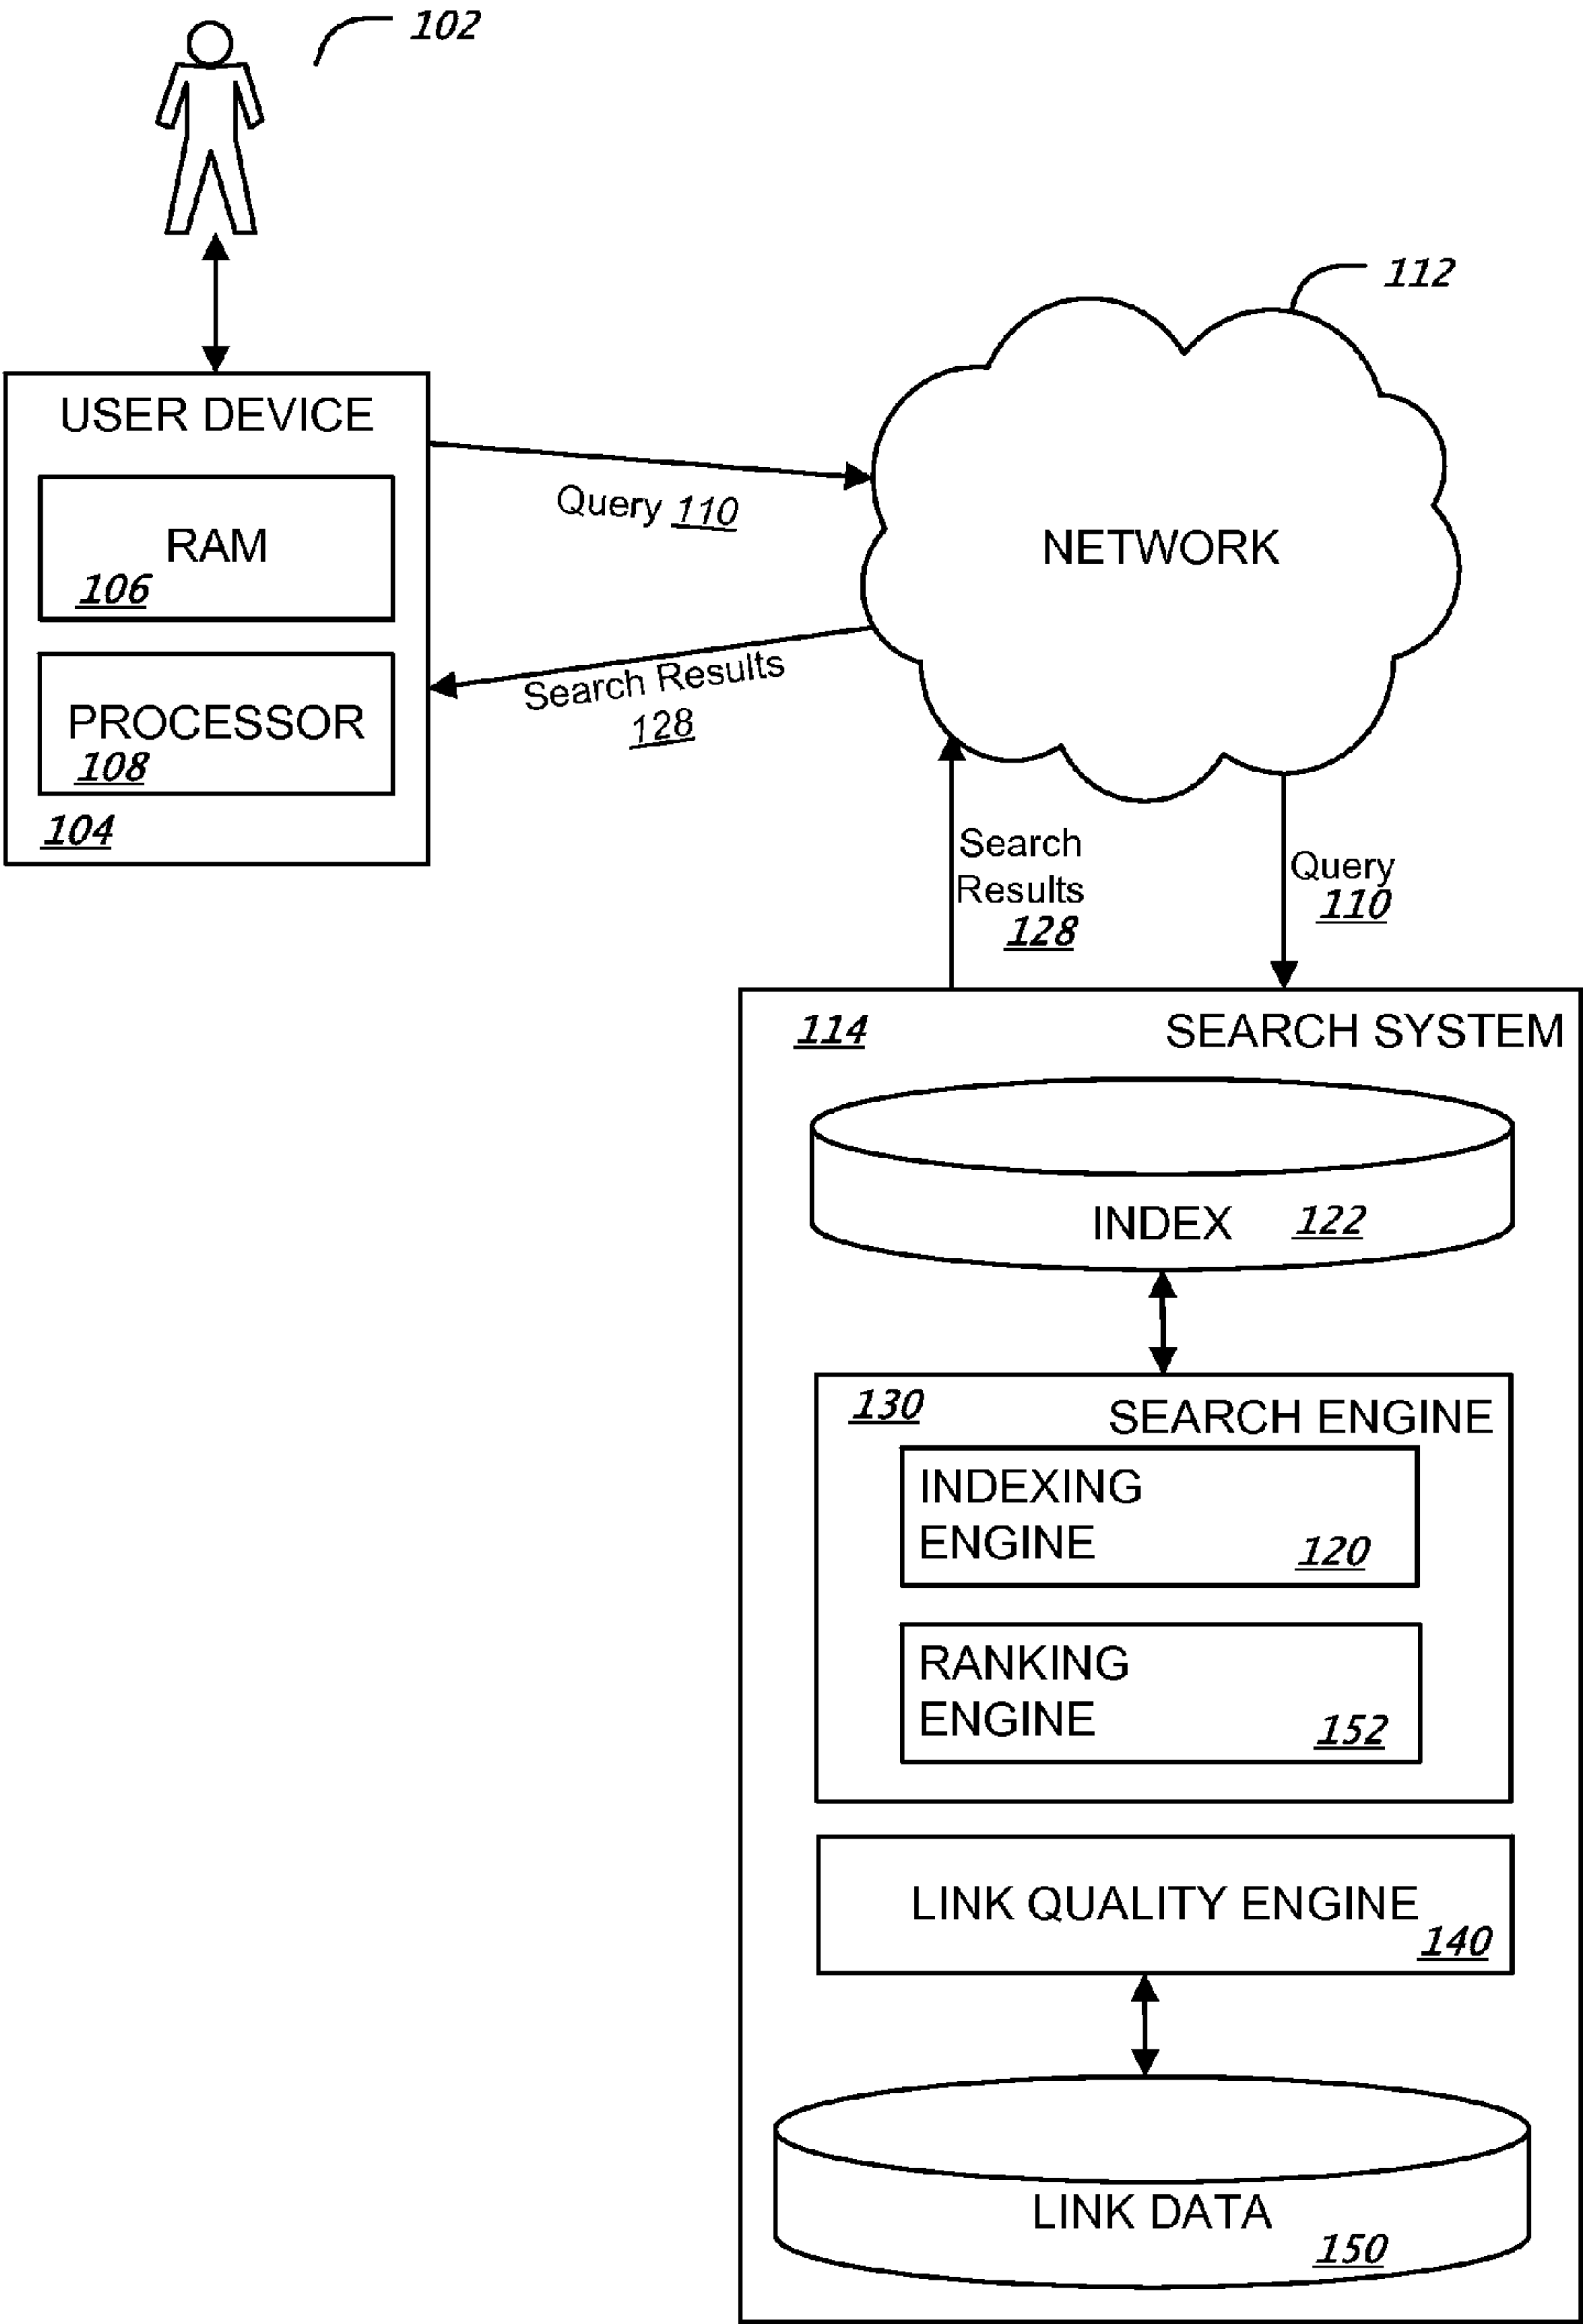 102
112
USER DEVICE
RAM
106
PROCESSOR
108
104
Query 110
Search Results
128
NETWORK
Search
Results
128
Query
110
114 SEARCH SYSTEM
INDEX 122
130 SEARCH ENGINE
INDEXING
ENGINE 120
RANKING
ENGINE 152
LINK QUALITY ENGINE
140
LINK DATA
150